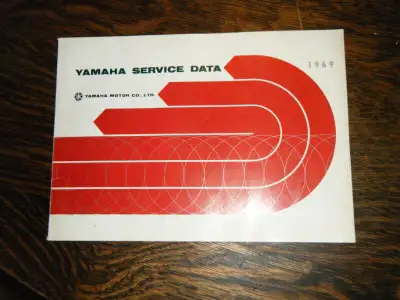 YAMAHA SERVICE DATA
1969
YAMAHA MOTOR CO., LTD.